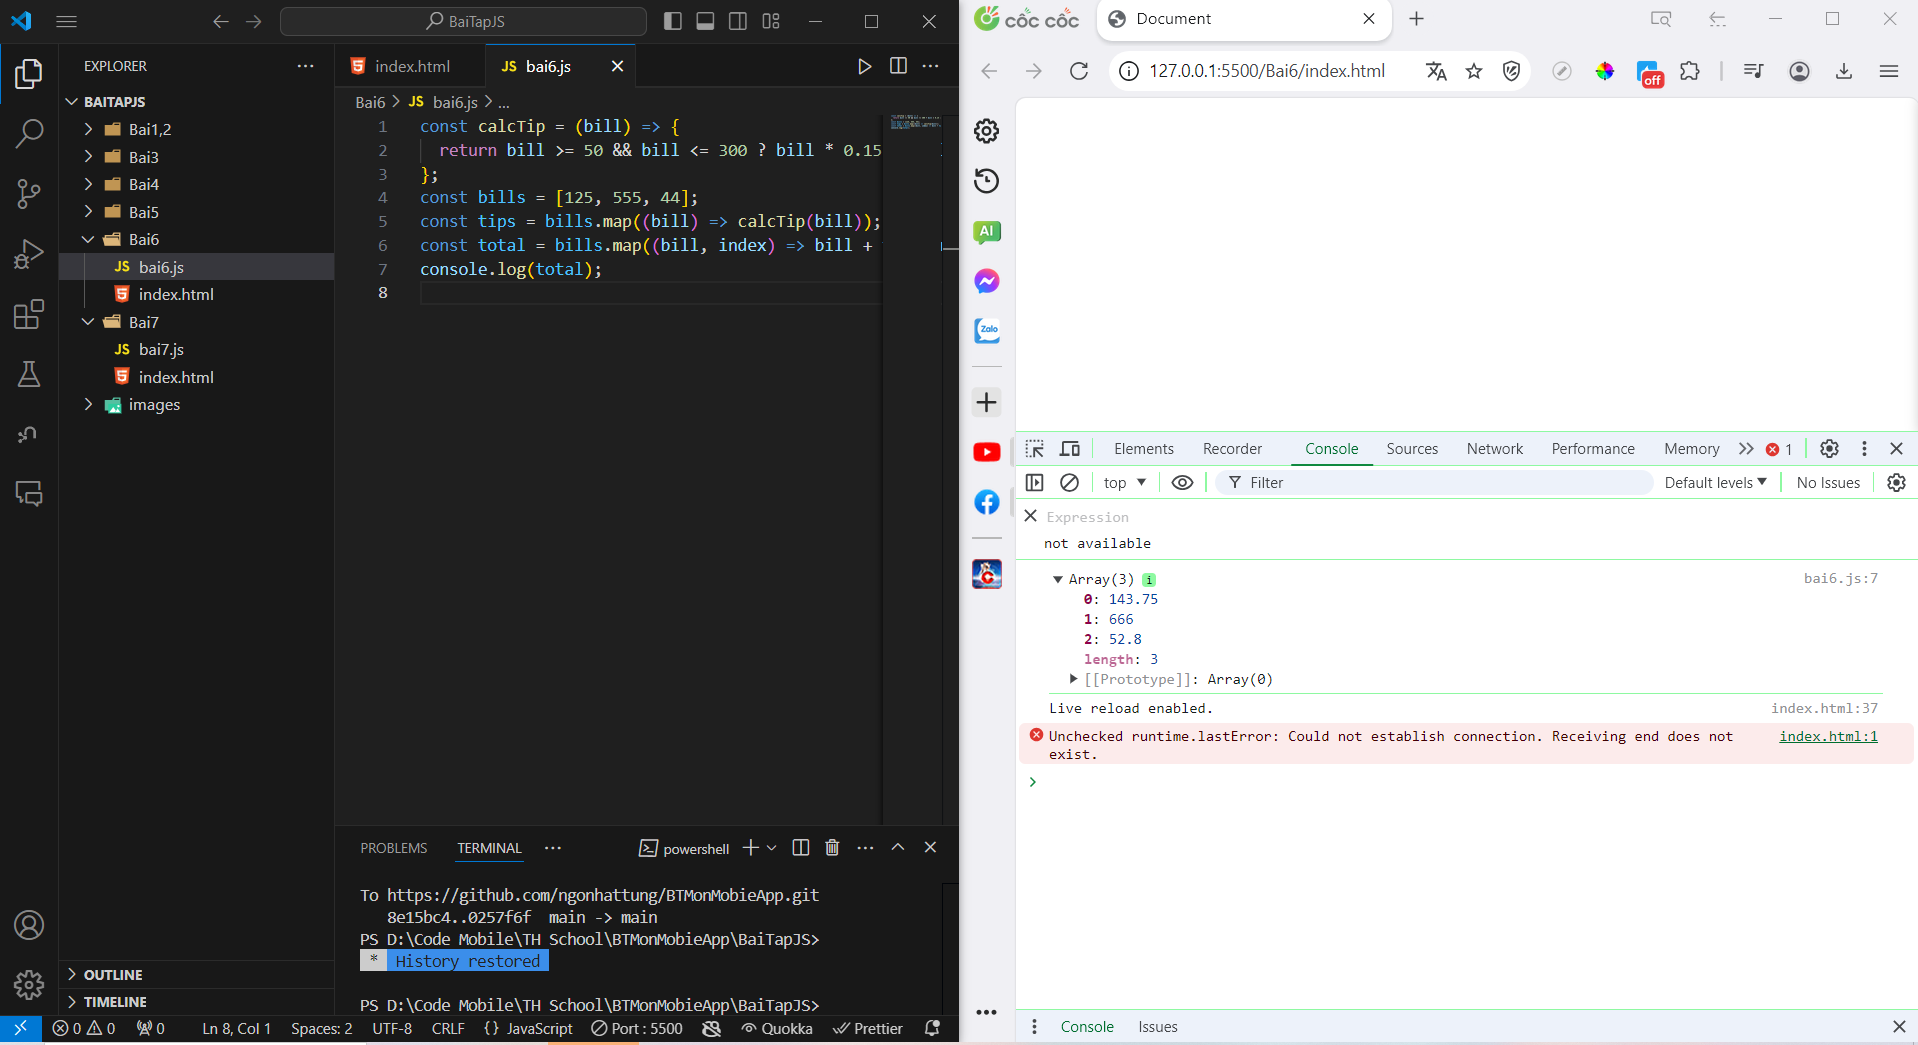 BaiTapJS
EXPLORER
BAITAPJS
Bai1,2
Bai3
Bai4
Bai5
Bai6
JS bai6.js
index.html
Bai7
JS bai7.js
index.html
images
OUTLINE
TIMELINE
index.html
JS bai6.js
Bai6 > JS bai6.js > ...
1 const calcTip = (bill) => {
2 return bill >= 50 && bill <= 300 ? bill * 0.15
3 };
4 const bills = [125, 555, 44];
5 const tips = bills.map((bill) => calcTip(bill));
6 const total = bills.map((bill, index) => bill +
7 console.log(total);
8
PROBLEMS TERMINAL ...
powershell
To https://github.com/ngonhattung/BTMonMobieApp.git
8e15bc4..0257f6f main -> main
PS D:\Code Mobile\TH School\BTMonMobieApp\BaiTapJS>
* History restored
PS D:\Code Mobile\TH School\BTMonMobieApp\BaiTapJS>
0 0 0 Ln 8, Col 1 Spaces: 2 UTF-8 CRLF {} JavaScript Port : 5500 Quokka Prettier
cốc cốc
Document
127.0.0.1:5500/Bai6/index.html
off
AI
Zalo
Elements Recorder Console Sources Network Performance Memory 1
top Filter Default levels No Issues
Expression
not available
Array(3) i bai6.js:7
0: 143.75
1: 666
2: 52.8
length: 3
[[Prototype]]: Array(0)
Live reload enabled. index.html:37
Unchecked runtime.lastError: Could not establish connection. Receiving end does not index.html:1
exist.
Console Issues